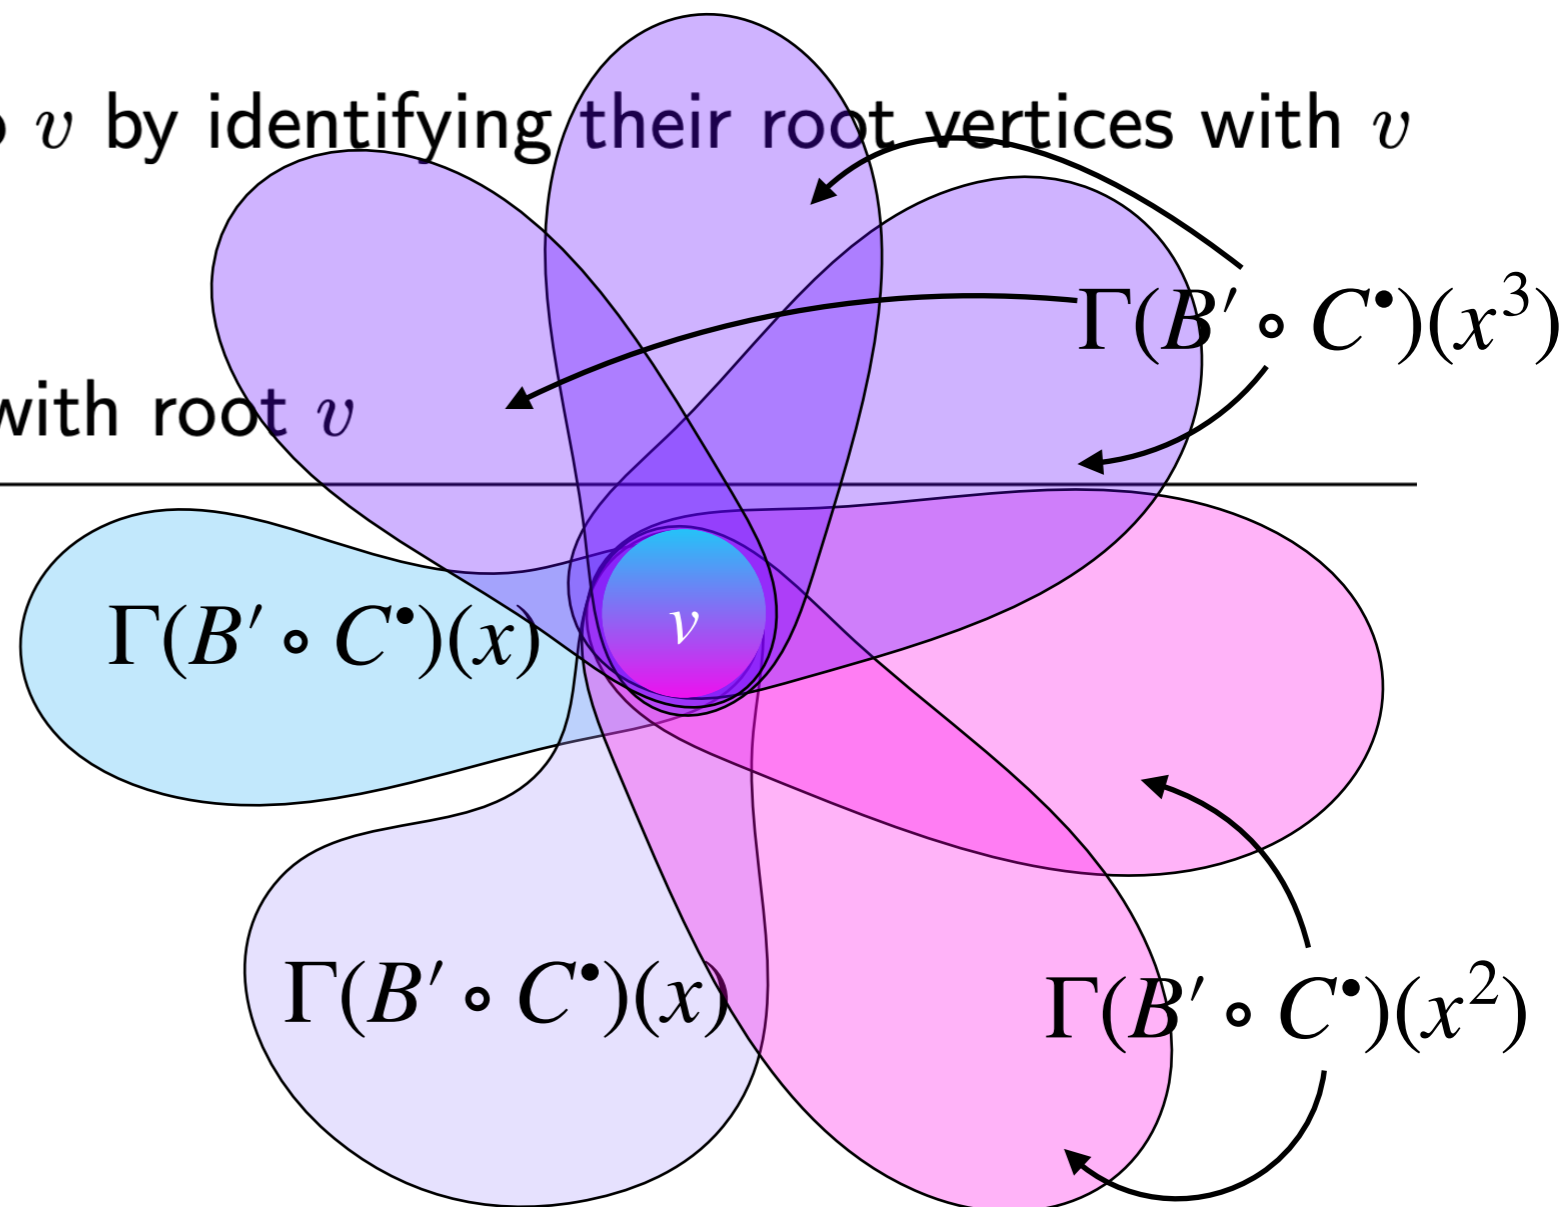 v by identifying their root vertices with v
Γ(B′ ∘ C•)(x³)
with root v
Γ(B′ ∘ C•)(x)
v
Γ(B′ ∘ C•)(x)
Γ(B′ ∘ C•)(x²)